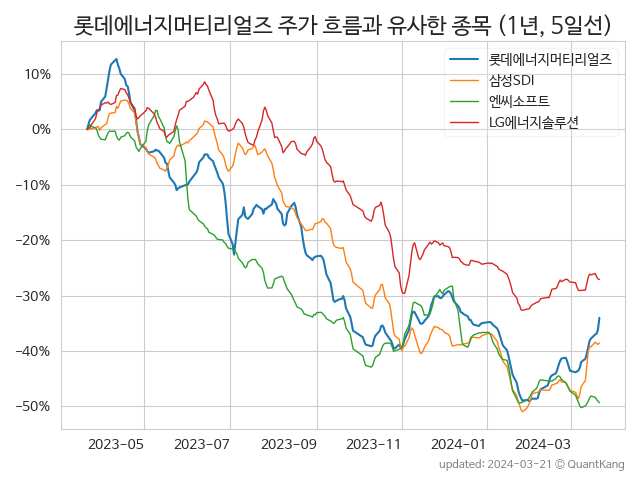 롯데에너지머티리얼즈 주가 흐름과 유사한 종목 (1년, 5일선)
롯데에너지머티리얼즈
삼성SDI
엔씨소프트
LG에너지솔루션
10%
0%
−10%
−20%
−30%
−40%
−50%
2023-05 2023-07 2023-09 2023-11 2024-01 2024-03
updated: 2024-03-21 © QuantKang